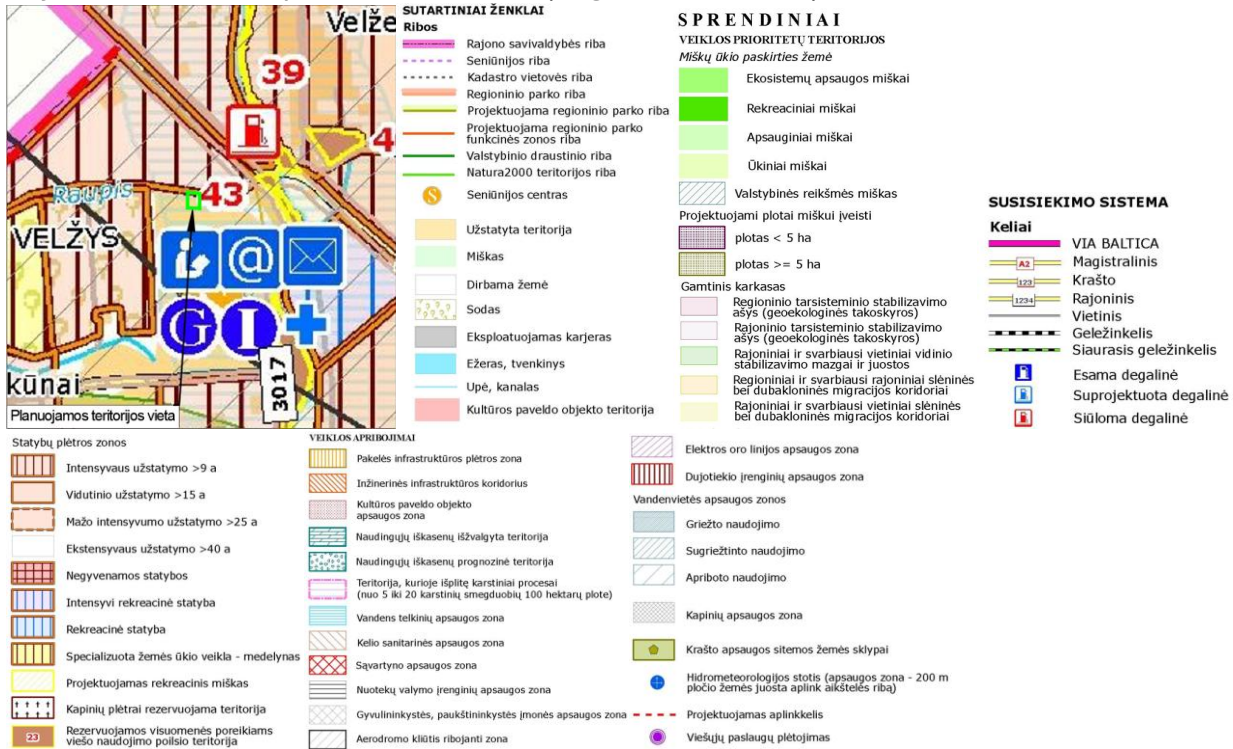 Velže
39
4
43
Raupis
VELŽYS
@
G I
3017
kūnai
Planuojamos teritorijos vieta
SUTARTINIAI ŽENKLAI
Ribos
Rajono savivaldybės riba
Seniūnijos riba
Kadastro vietovės riba
Regioninio parko riba
Projektuojama regioninio parko riba
Projektuojama regioninio parko
funkcinės zonos riba
Valstybinio draustinio riba
Natura2000 teritorijos riba
S Seniūnijos centras
Užstatyta teritorija
Miškas
Dirbama žemė
Sodas
Eksploatuojamas karjeras
Ežeras, tvenkinys
Upė, kanalas
Kultūros paveldo objekto teritorija
SPRENDINIAI
VEIKLOS PRIORITETŲ TERITORIJOS
Miškų ūkio paskirties žemė
Ekosistemų apsaugos miškai
Rekreaciniai miškai
Apsauginiai miškai
Ūkiniai miškai
Valstybinės reikšmės miškas
Projektuojami plotai miškui įveisti
plotas < 5 ha
plotas >= 5 ha
Gamtinis karkasas
Regioninio tarsisteminio stabilizavimo
ašys (geoekologinės takoskyros)
Rajoninio tarsisteminio stabilizavimo
ašys (geoekologinės takoskyros)
Rajoniniai ir svarbiausi vietiniai vidinio
stabilizavimo mazgai ir juostos
Regioniniai ir svarbiausi rajoniniai slėninės
bei dubakloninės migracijos koridoriai
Rajoniniai ir svarbiausi vietiniai slėninės
bei dubakloninės migracijos koridoriai
SUSISIEKIMO SISTEMA
Keliai
VIA BALTICA
A2 Magistralinis
123 Krašto
1234 Rajoninis
Vietinis
Geležinkelis
Siaurasis geležinkelis
Esama degalinė
Suprojektuota degalinė
Siūloma degalinė
Statybų plėtros zonos
Intensyvaus užstatymo >9 a
Vidutinio užstatymo >15 a
Mažo intensyvumo užstatymo >25 a
Ekstensyvaus užstatymo >40 a
Negyvenamos statybos
Intensyvi rekreacinė statyba
Rekreacinė statyba
Specializuota žemės ūkio veikla - medelynas
Projektuojamas rekreacinis miškas
Kapinių plėtrai rezervuojama teritorija
23 Rezervuojamos visuomenės poreikiams
viešo naudojimo poilsio teritorija
VEIKLOS APRIBOJIMAI
Pakelės infrastruktūros plėtros zona
Inžinerinės infrastruktūros koridorius
Kultūros paveldo objekto
apsaugos zona
Naudingųjų iškasenų išžvalgyta teritorija
Naudingųjų iškasenų prognozinė teritorija
Teritorija, kurioje išplitę karstiniai procesai
(nuo 5 iki 20 karstinių smegduobių 100 hektarų plote)
Vandens telkinių apsaugos zona
Kelio sanitarinės apsaugos zona
Sąvartyno apsaugos zona
Nuotekų valymo įrenginių apsaugos zona
Gyvulininkystės, paukštininkystės įmonės apsaugos zona
Aerodromo kliūtis ribojanti zona
Elektros oro linijos apsaugos zona
Dujotiekio įrenginių apsaugos zona
Vandenvietės apsaugos zonos
Griežto naudojimo
Sugriežtinto naudojimo
Apriboto naudojimo
Kapinių apsaugos zona
Krašto apsaugos sitemos žemės sklypai
Hidrometeorologijos stotis (apsaugos zona - 200 m
pločio žemės juosta aplink aikštelės ribą)
Projektuojamas aplinkkelis
Viešųjų paslaugų plėtojimas